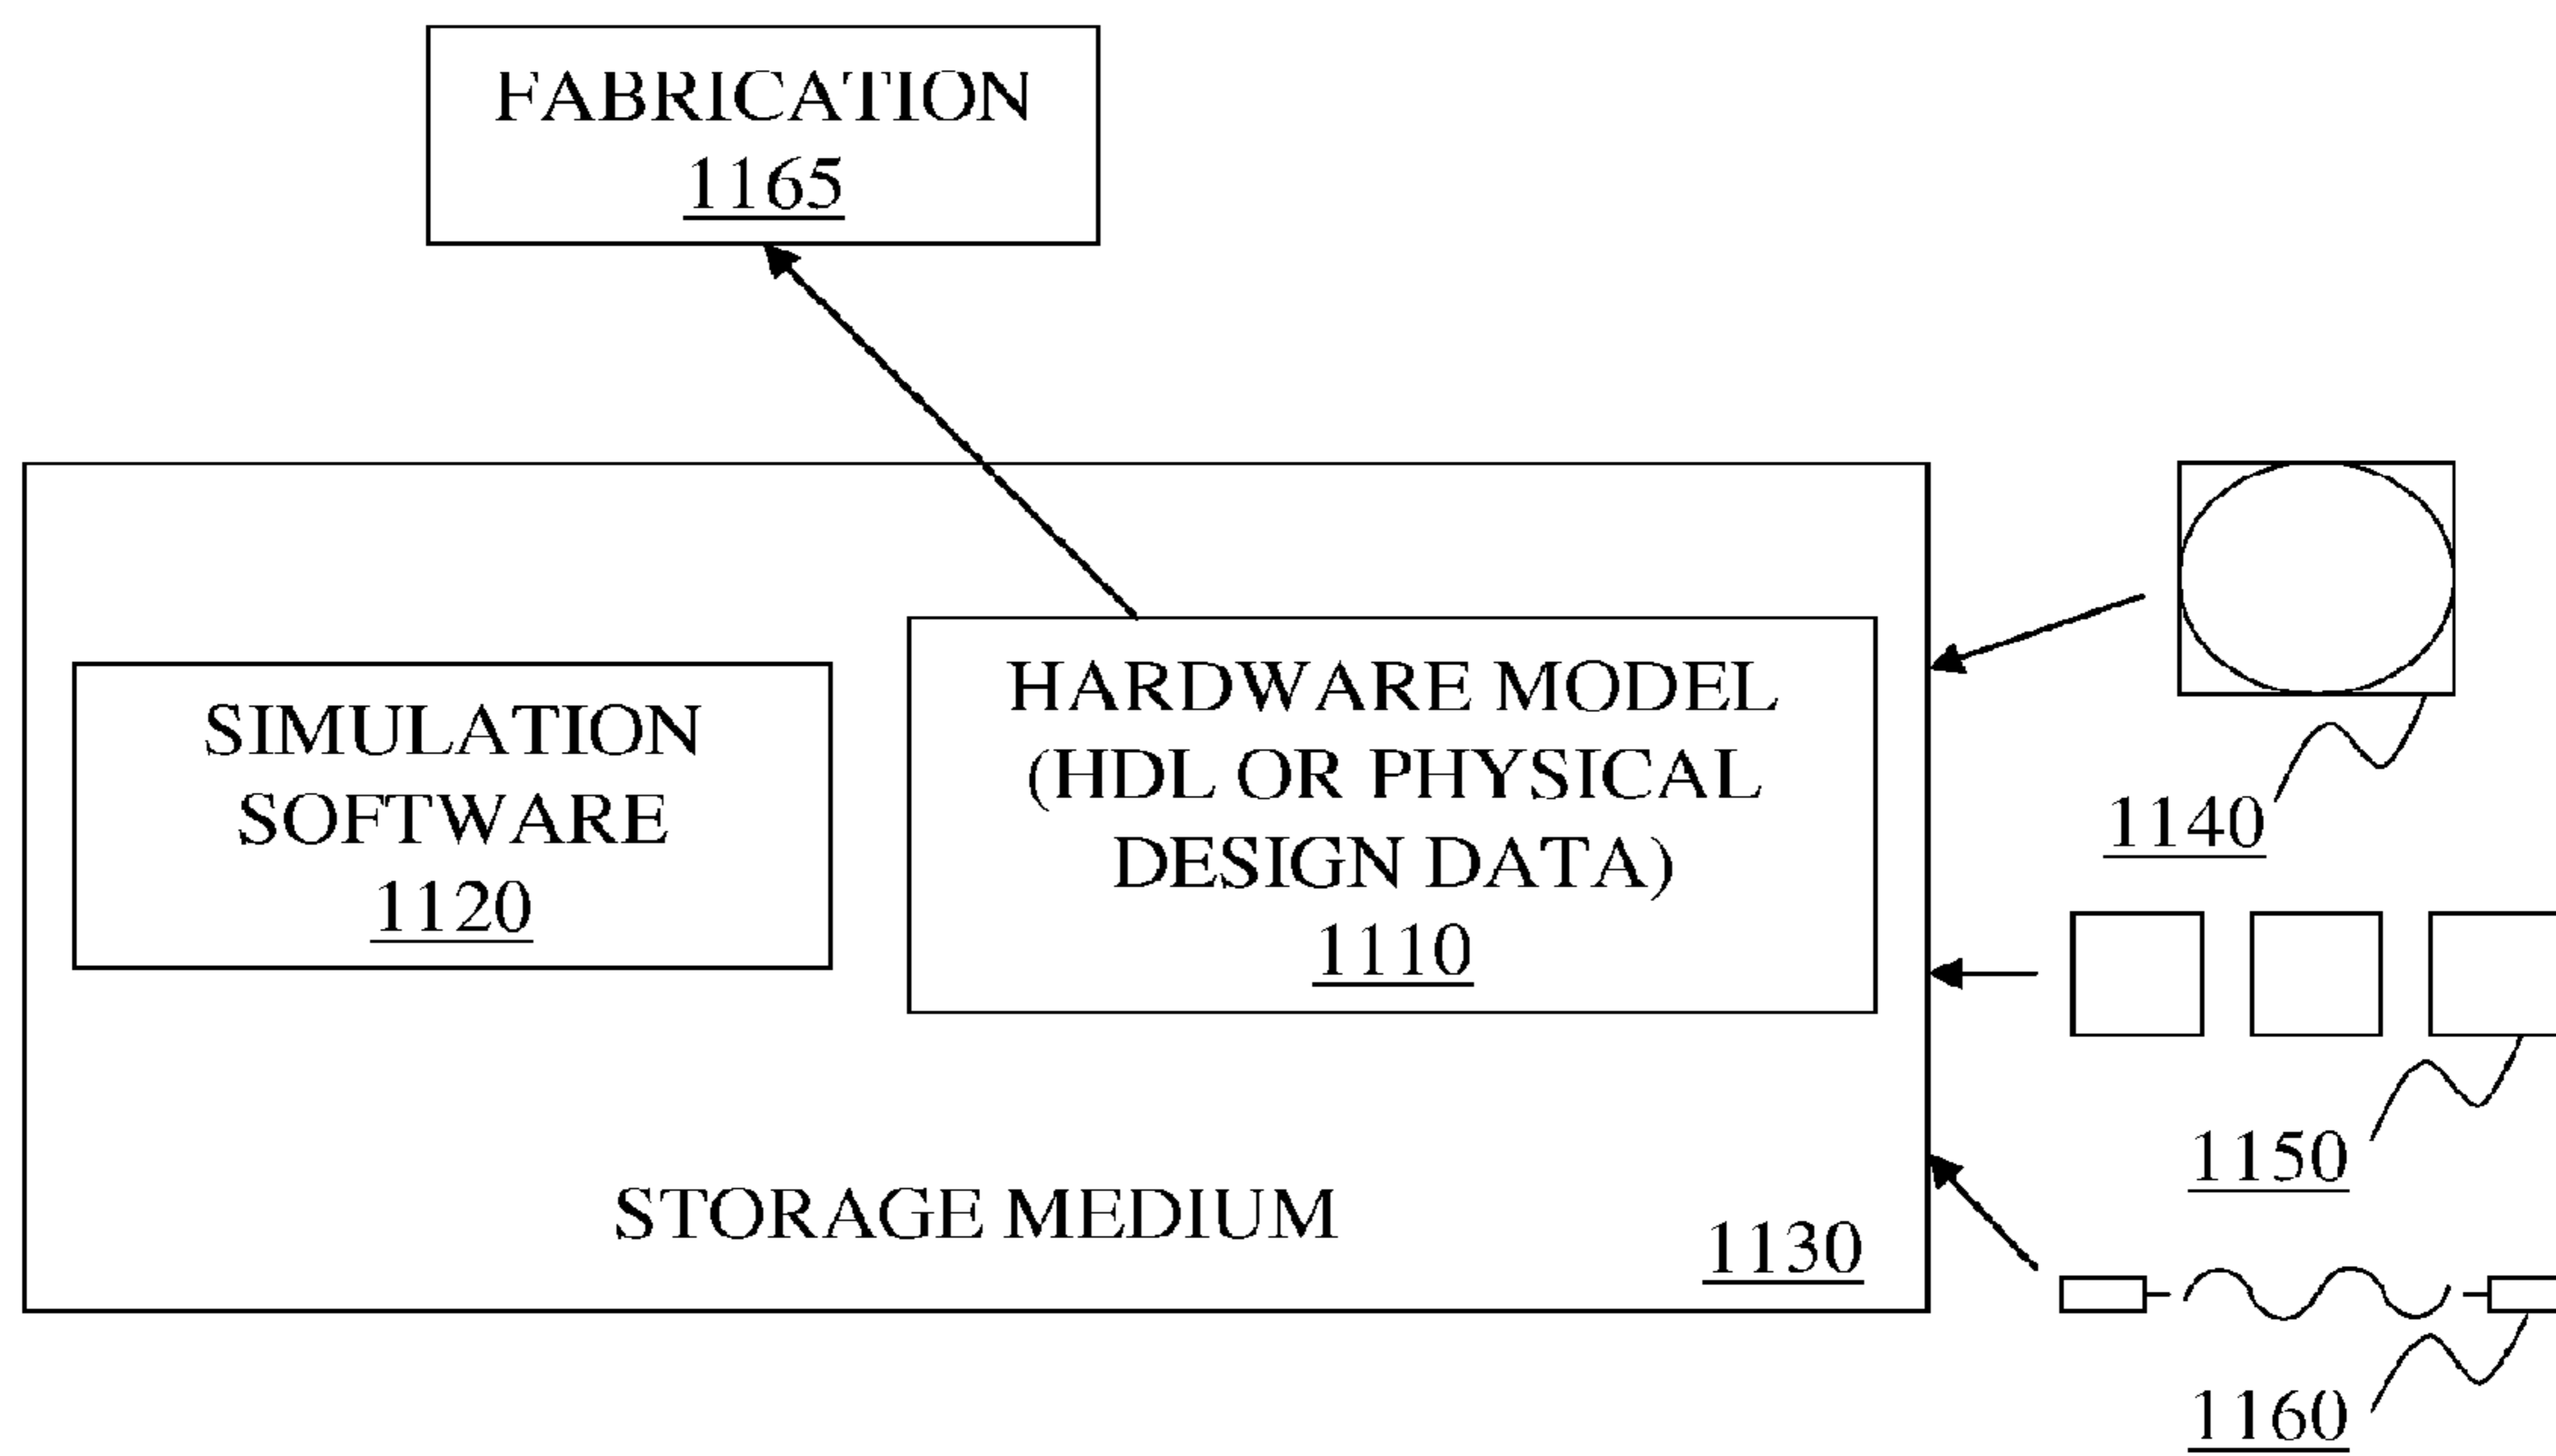 FABRICATION
1165
SIMULATION
SOFTWARE
1120
HARDWARE MODEL
(HDL OR PHYSICAL
DESIGN DATA)
1110
STORAGE MEDIUM
1130
1140
1150
1160